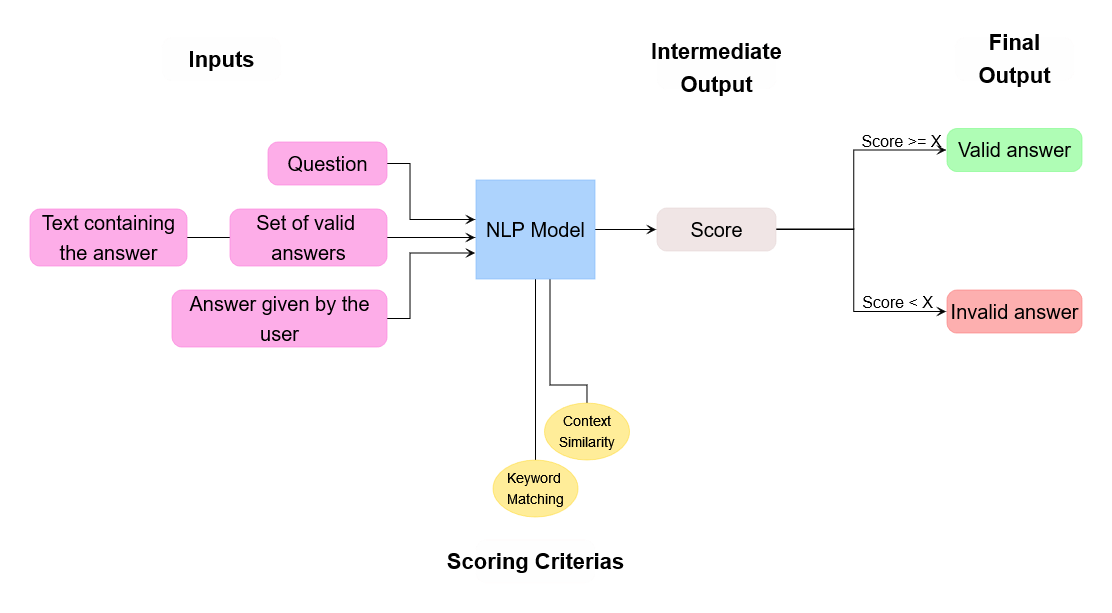 Inputs
Intermediate
Output
Final
Output
Question
Text containing
the answer
Set of valid
answers
Answer given by the
user
NLP Model
Score
Score >= X
Valid answer
Score < X
Invalid answer
Context
Similarity
Keyword
Matching
Scoring Criterias